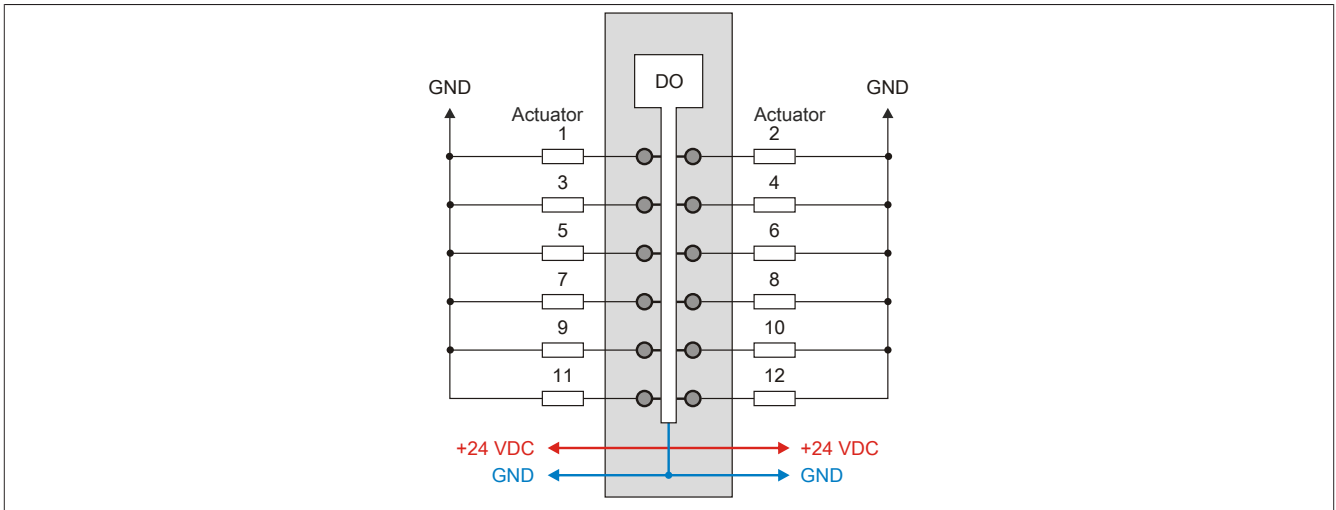 DO
GND
GND
Actuator
Actuator
1
2
3
4
5
6
7
8
9
10
11
12
+24 VDC
+24 VDC
GND
GND